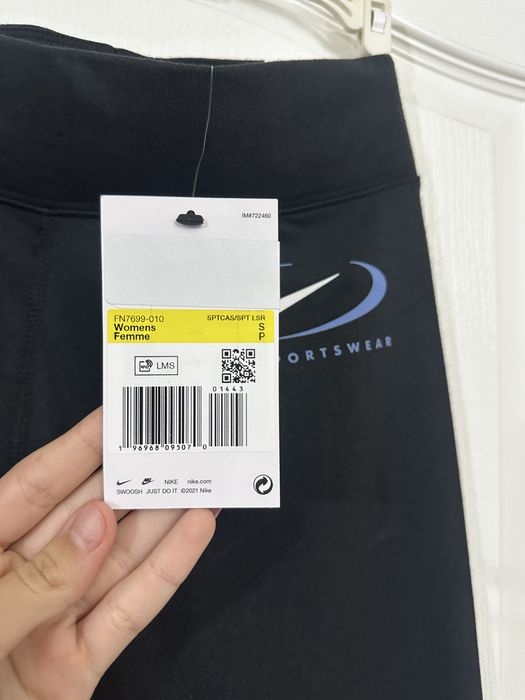 IM#722460
FN7699-010 SPTCAS/SPT LSR
Womens S
Femme P
LMS
01443
1 96968 09507 0
NIKE nike.com
SWOOSH JUST DO IT ©2021 Nike
PORTSWEAR